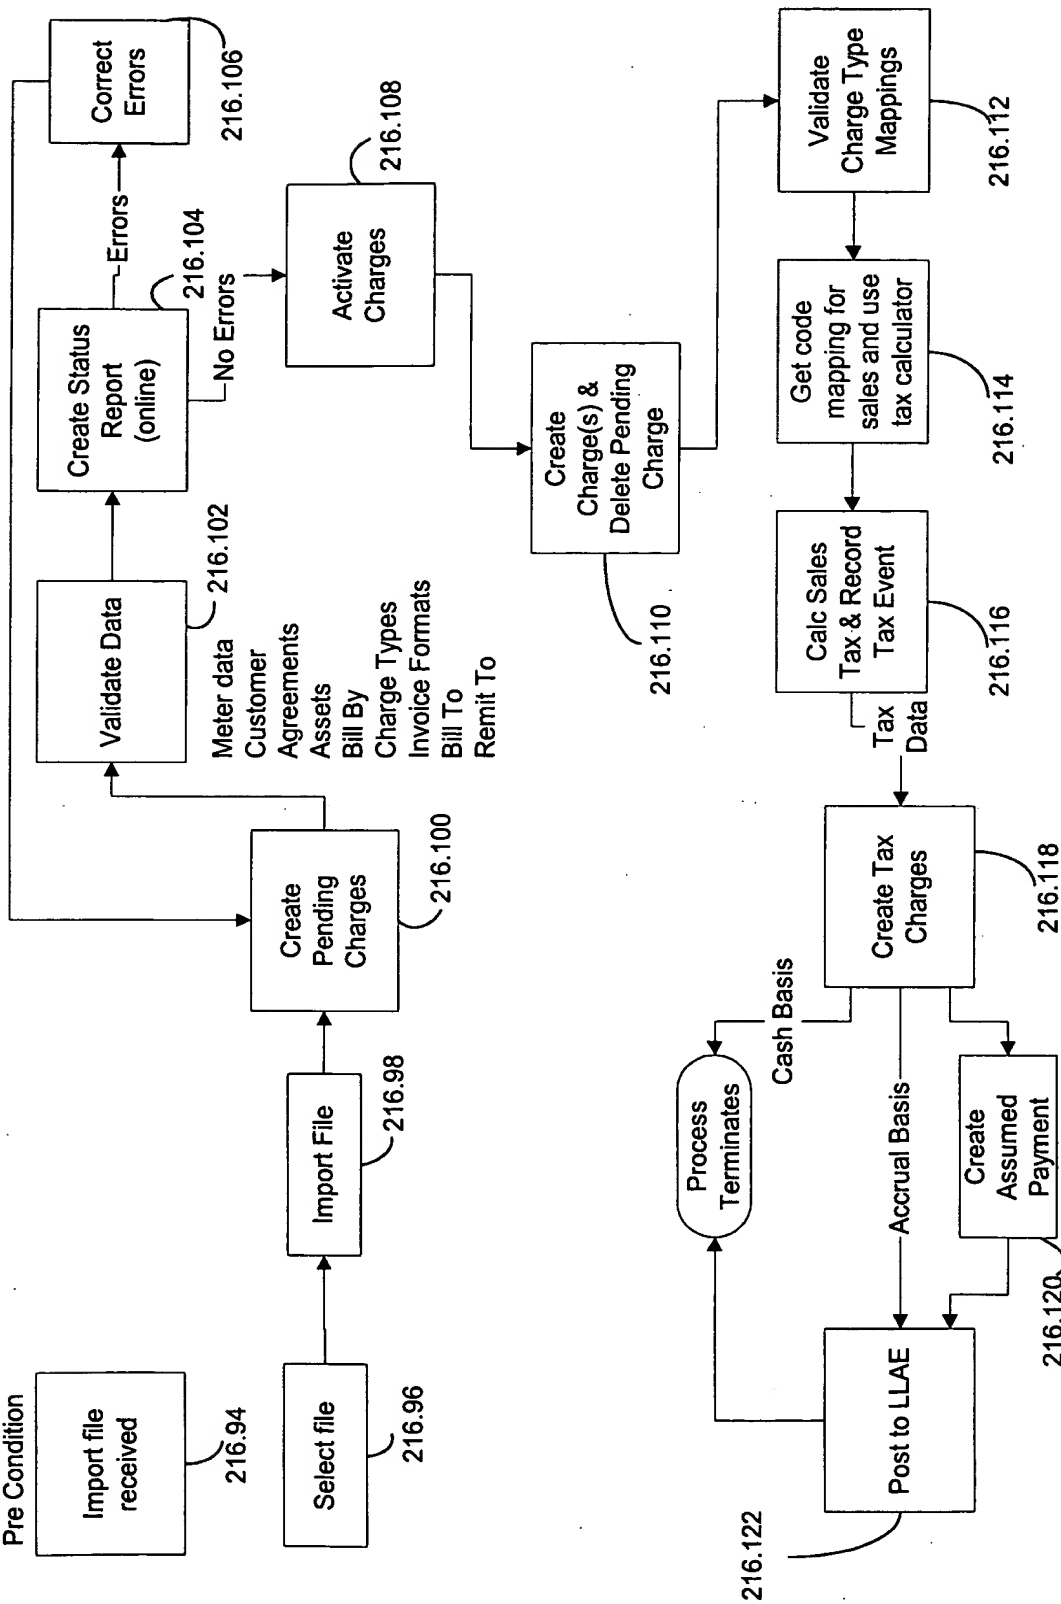 Pre Condition
Import file
received
216.94
Select file
216.96
Import File
216.98
Create
Pending
Charges
216.100
Validate Data
216.102
Meter data
Customer
Agreements
Assets
Bill By
Charge Types
Invoice Formats
Bill To
Remit To
Create Status
Report
(online)
216.104
Errors
No Errors
Correct
Errors
216.106
Activate
Charges
216.108
Create
Charge(s) &
Delete Pending
Charge
216.110
Validate
Charge Type
Mappings
216.112
Get code
mapping for
sales and use
tax calculator
216.114
Calc Sales
Tax & Record
Tax Event
216.116
Tax
Data
Create Tax
Charges
216.118
Cash Basis
Accrual Basis
Process
Terminates
Create
Assumed
Payment
216.120
Post to LLAE
216.122